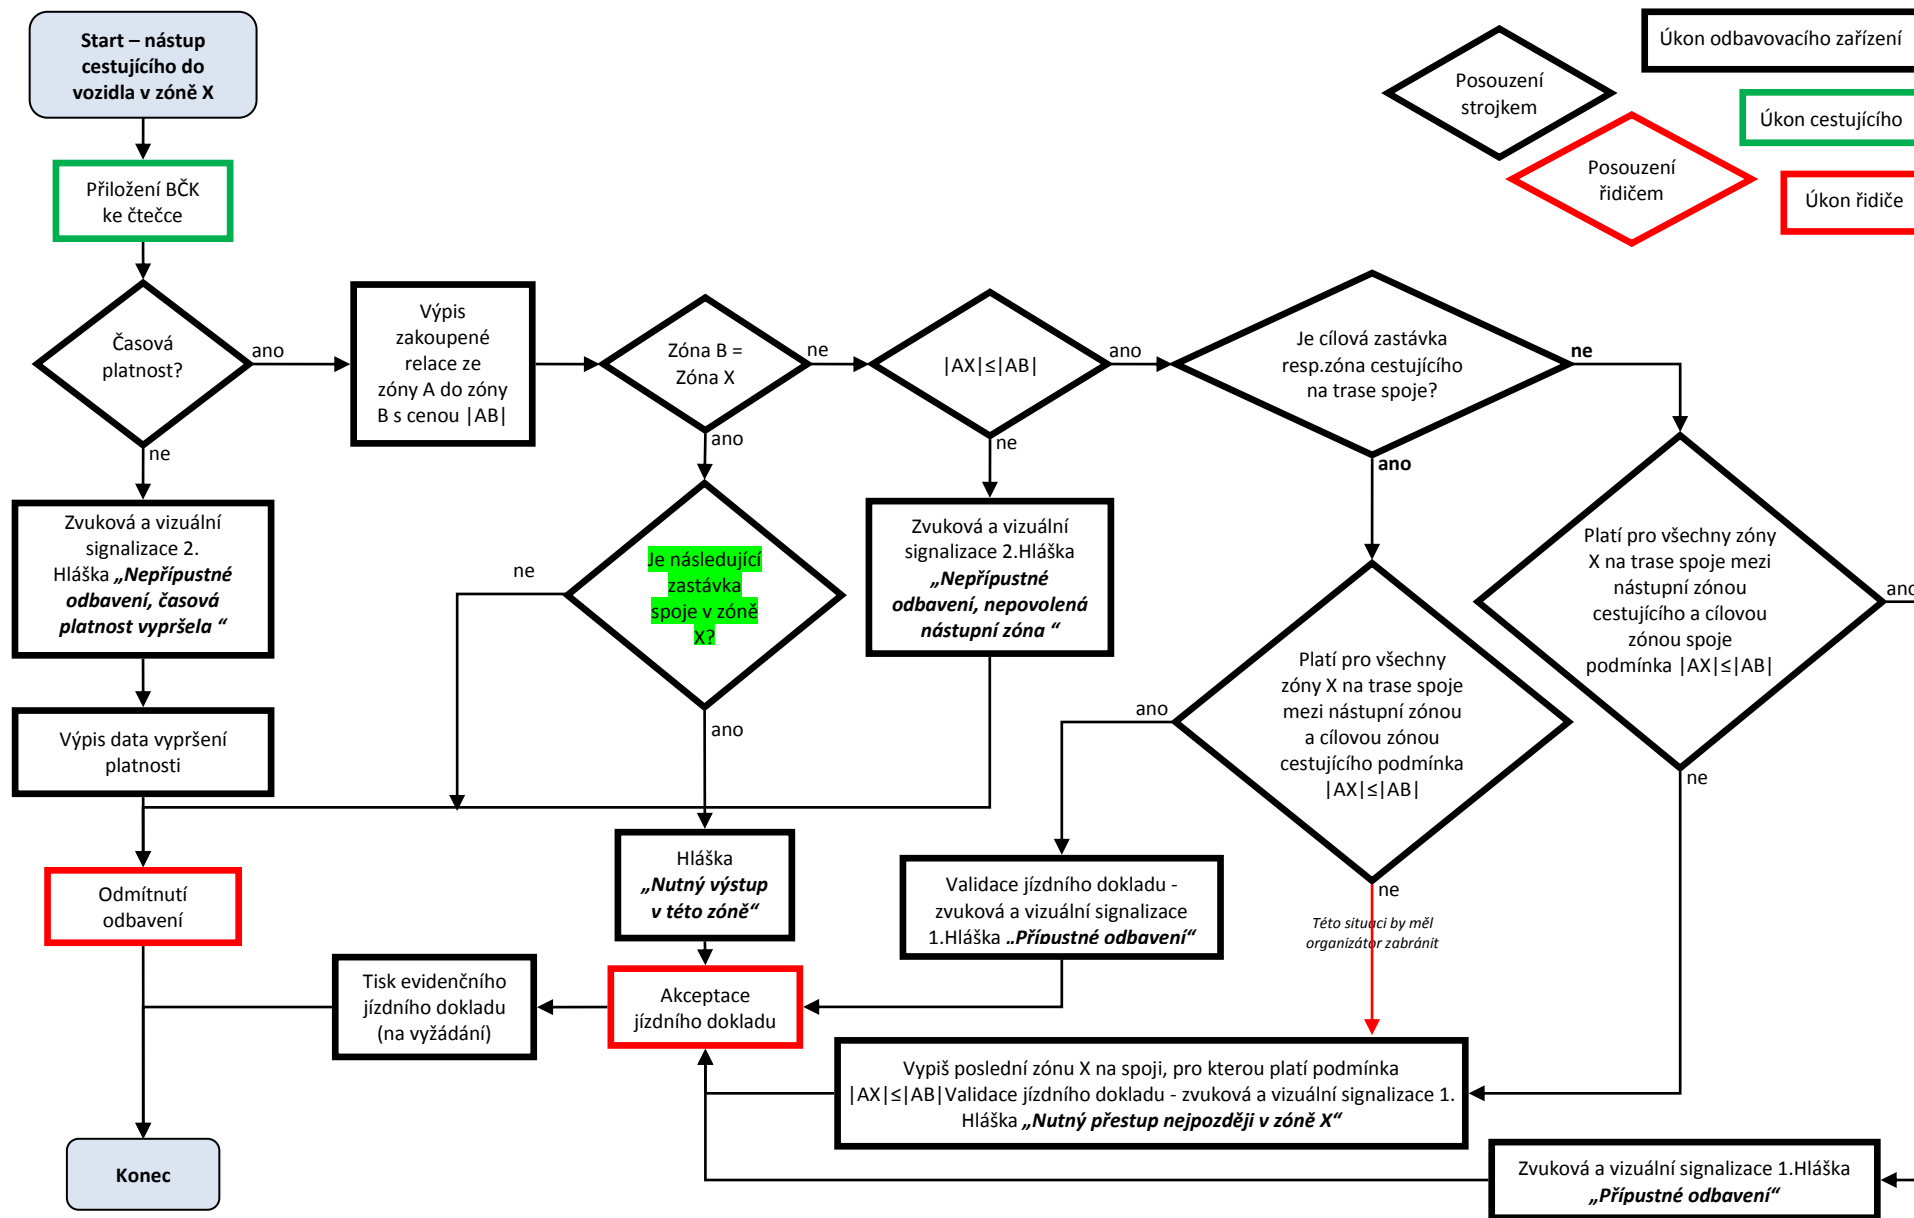 Start – nástup
cestujícího do
vozidla v zóně X
Posouzení
strojkem
Úkon odbavovacího zařízení
Úkon cestujícího
Posouzení
řidičem
Úkon řidiče
Přiložení BČK
ke čtečce
Časová
platnost?
ano
ne
Výpis
zakoupené
relace ze
zóny A do zóny
B s cenou |AB|
Zóna B =
Zóna X
ne
ano
|AX|≤|AB|
ano
ne
Je cílová zastávka
resp.zóna cestujícího
na trase spoje?
ne
ano
Zvuková a vizuální
signalizace 2.
Hláška „Nepřípustné
odbavení, časová
platnost vypršela “
Je následující
zastávka
spoje v zóně
X?
ne
ano
Zvuková a vizuální
signalizace 2.Hláška
„Nepřípustné
odbavení, nepovolená
nástupní zóna “
Platí pro všechny
zóny X na trase spoje
mezi nástupní zónou
a cílovou zónou
cestujícího podmínka
|AX|≤|AB|
ano
ne
Platí pro všechny zóny
X na trase spoje mezi
nástupní zónou
cestujícího a cílovou
zónou spoje
podmínka |AX|≤|AB|
ano
ne
Výpis data vypršení
platnosti
Odmítnutí
odbavení
Hláška
„Nutný výstup
v této zóně“
Validace jízdního dokladu -
zvuková a vizuální signalizace
1.Hláška „Přípustné odbavení“
Této situaci by měl
organizátor zabránit
Tisk evidenčního
jízdního dokladu
(na vyžádání)
Akceptace
jízdního dokladu
Vypiš poslední zónu X na spoji, pro kterou platí podmínka
|AX|≤|AB|Validace jízdního dokladu - zvuková a vizuální signalizace 1.
Hláška „Nutný přestup nejpozději v zóně X“
Konec
Zvuková a vizuální signalizace 1.Hláška
„Přípustné odbavení“